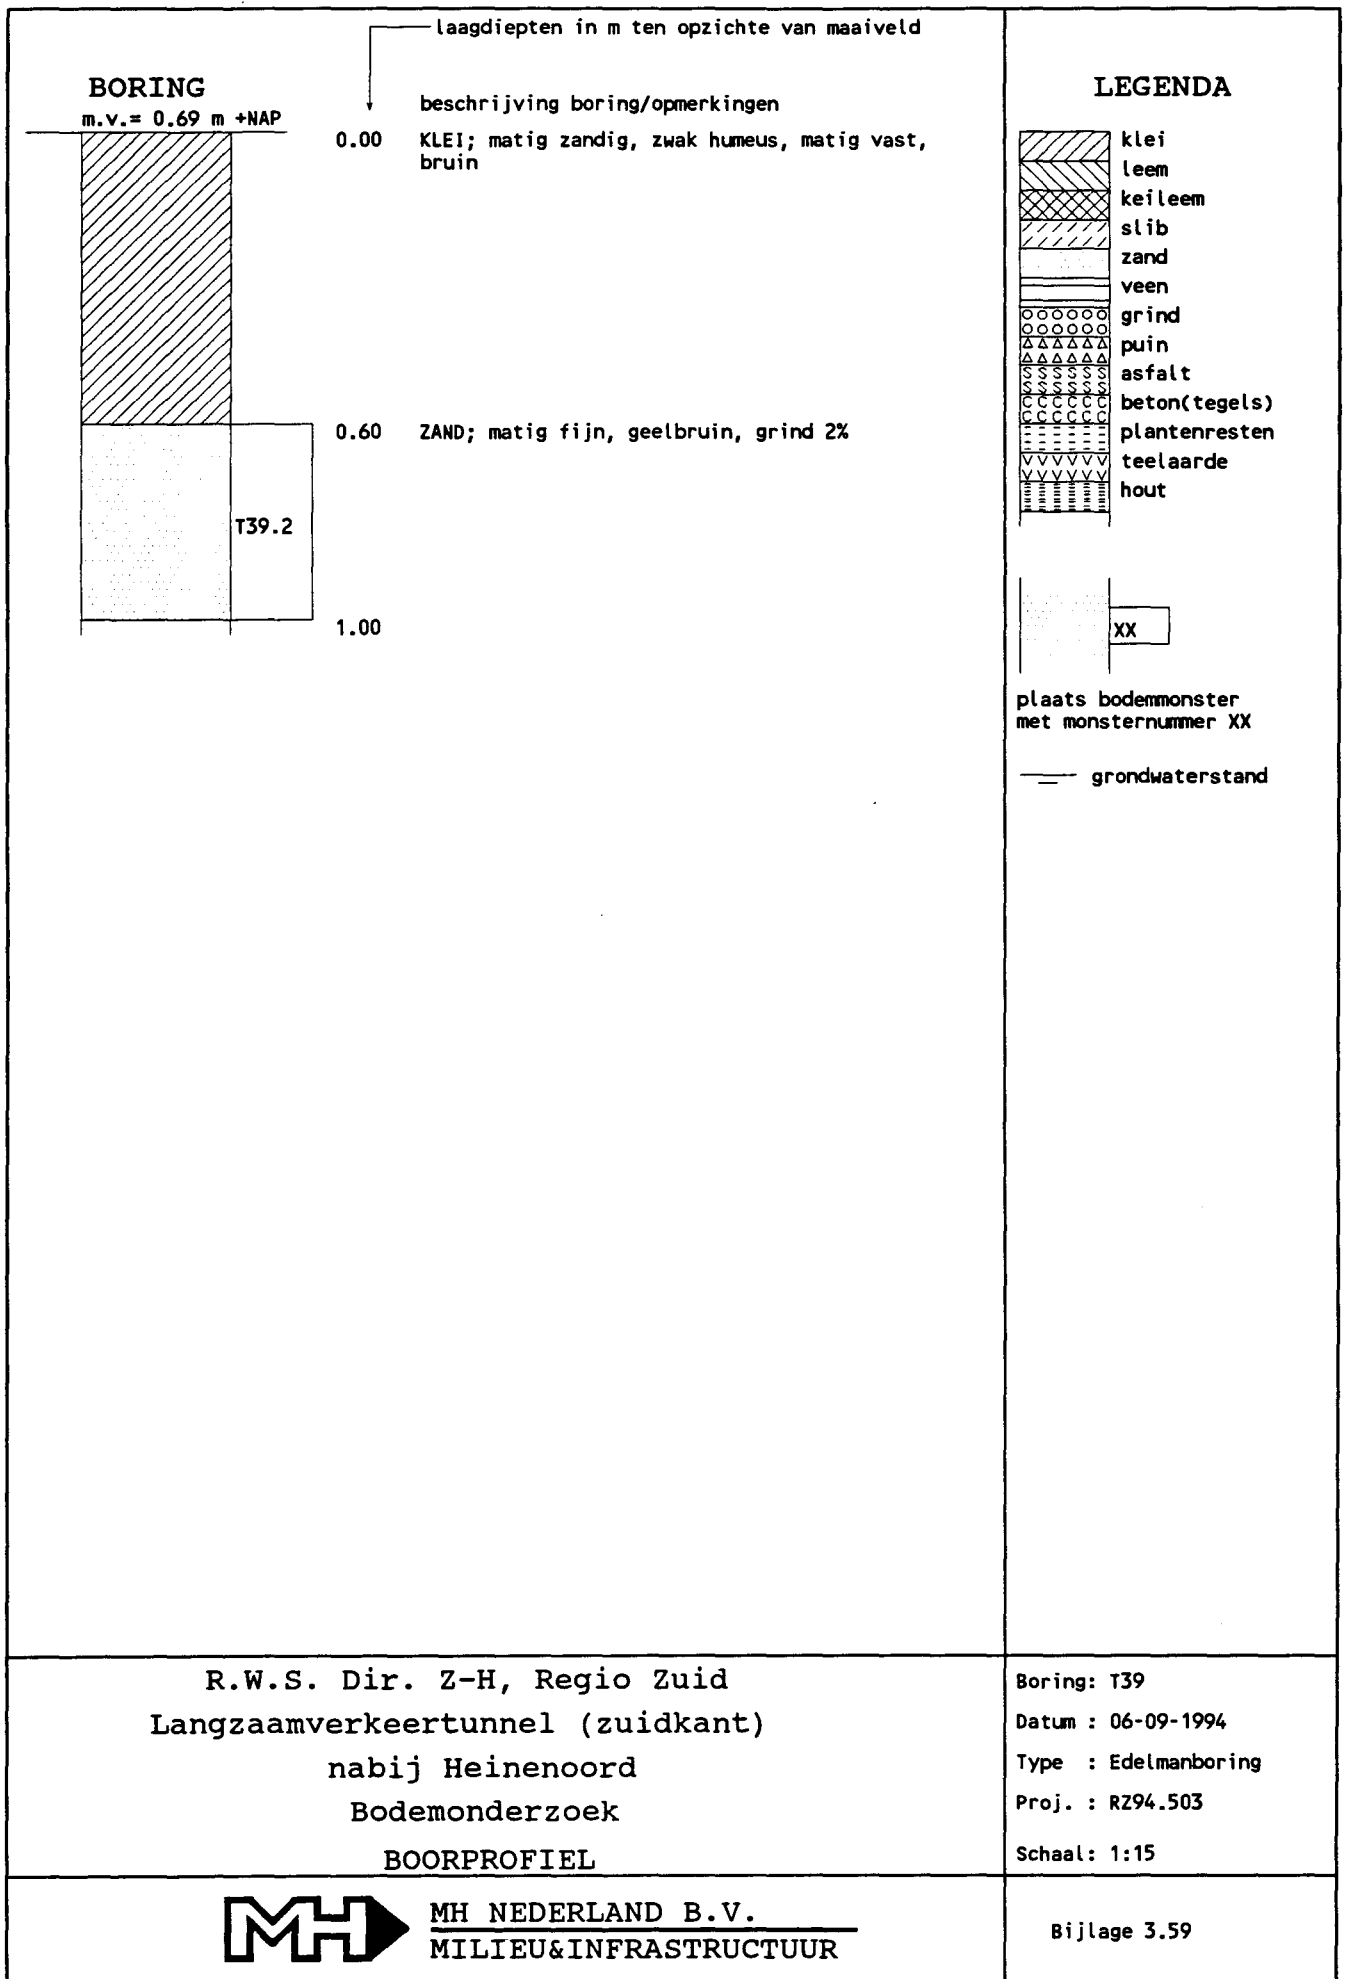 laagdiepten in m ten opzichte van maaiveld
BORING
m.v.= 0.69 m +NAP
beschrijving boring/opmerkingen
0.00 KLEI; matig zandig, zwak humeus, matig vast,
bruin
0.60 ZAND; matig fijn, geelbruin, grind 2%
T39.2
1.00
LEGENDA
klei
leem
keileem
slib
zand
veen
grind
puin
asfalt
beton(tegels)
plantenresten
teelaarde
hout
XX
plaats bodemmonster
met monsternummer XX
grondwaterstand
R.W.S. Dir. Z-H, Regio Zuid
Langzaamverkeertunnel (zuidkant)
nabij Heinenoord
Bodemonderzoek
BOORPROFIEL
Boring: T39
Datum : 06-09-1994
Type : Edelmanboring
Proj. : RZ94.503
Schaal: 1:15
MH
MH NEDERLAND B.V.
MILIEU&INFRASTRUCTUUR
Bijlage 3.59